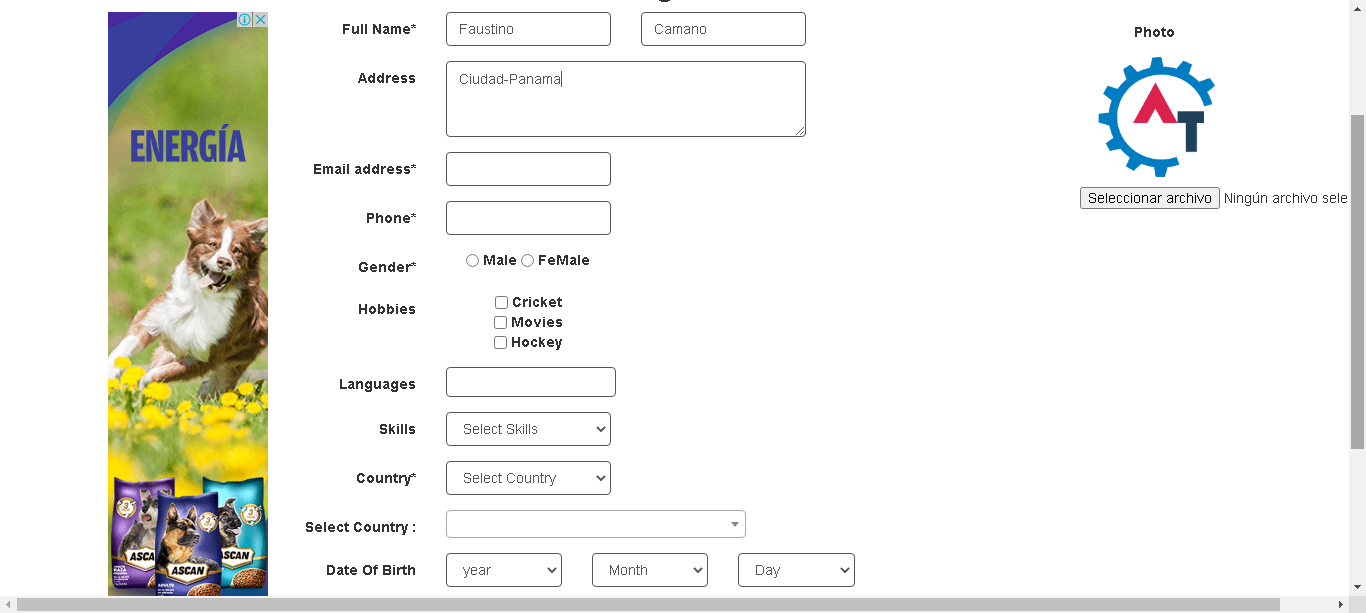 Full Name*
Faustino
Camano
Address
Ciudad-Panama
Email address*
Phone*
Gender*
Male
FeMale
Hobbies
Cricket
Movies
Hockey
Languages
Skills
Select Skills
Country*
Select Country
Select Country :
Date Of Birth
year
Month
Day
Photo
AT
Seleccionar archivo
Ningún archivo sele
ENERGÍA
ASCAN
ASCAN
ASCAN